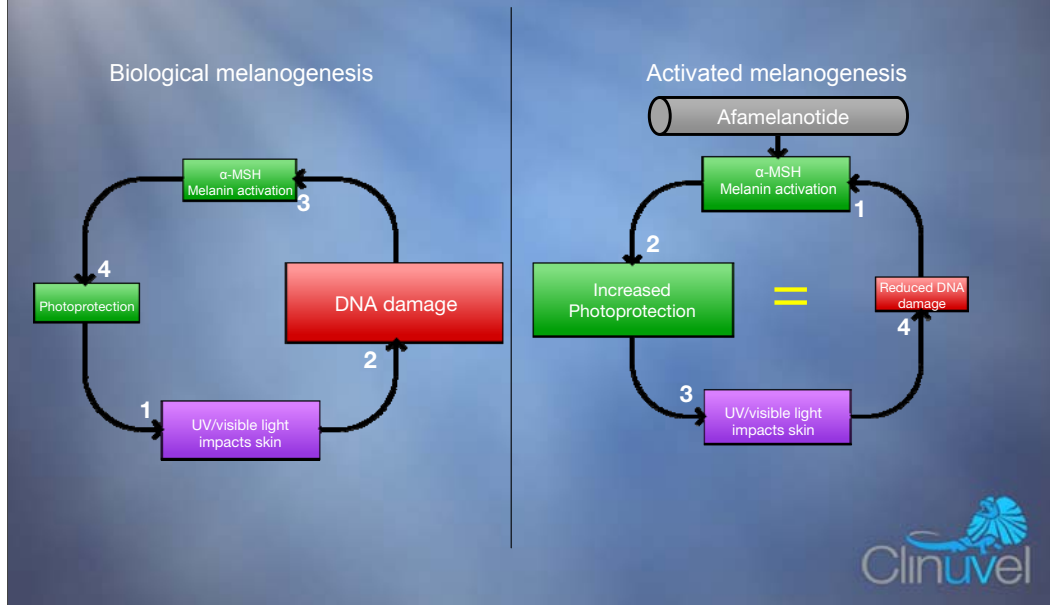 Biological melanogenesis
α-MSH
Melanin activation
3
4
Photoprotection
DNA damage
2
1
UV/visible light
impacts skin
Activated melanogenesis
Afamelanotide
α-MSH
Melanin activation
1
2
Increased
Photoprotection
=
Reduced DNA
damage
4
3
UV/visible light
impacts skin
Clinuvel